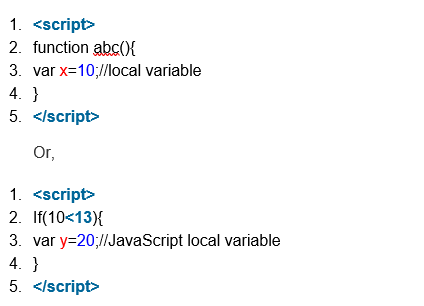 1. <script>
2. function abc(){
3. var x=10;//local variable
4. }
5. </script>
Or,
1. <script>
2. If(10<13){
3. var y=20;//JavaScript local variable
4. }
5. </script>